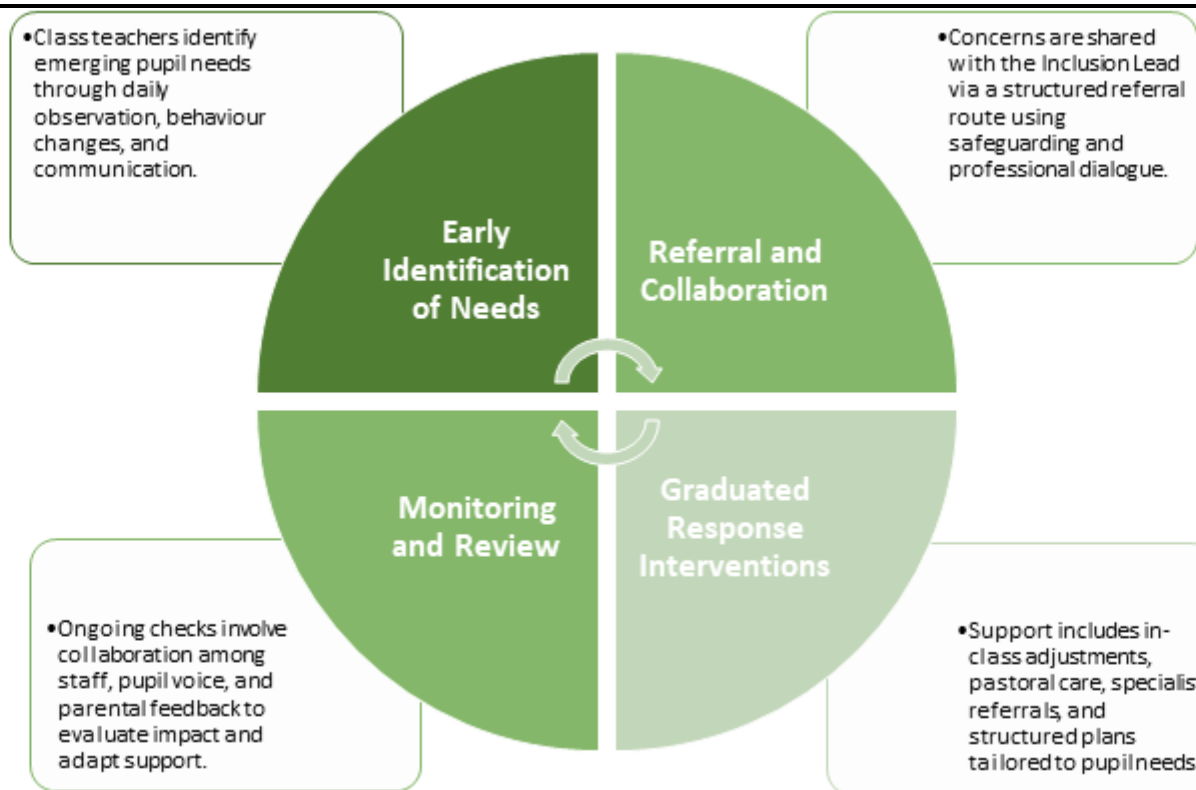 •Class teachers identify
emerging pupil needs
through daily
observation, behaviour
changes, and
communication.
•Concerns are shared
with the Inclusion Lead
via a structured referral
route using
safeguarding and
professional dialogue.
Early
Identification
of Needs
Referral and
Collaboration
Monitoring
and Review
Graduated
Response
Interventions
•Ongoing checks involve
collaboration among
staff, pupil voice, and
parental feedback to
evaluate impact and
adapt support.
•Support includes in-
class adjustments,
pastoral care, specialis
referrals, and
structured plans
tailored to pupil needs